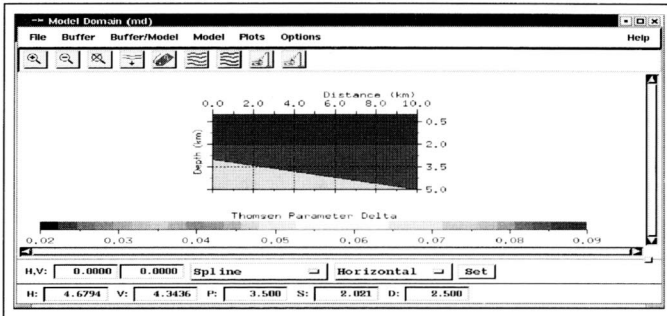 Model Domain (md)
File Buffer Buffer/Model Model Plots Options Help
Distance (km)
0.0 2.0 4.0 6.0 8.0 10.0
Depth (km)
0.5
2.0
3.5
5.0
Thomsen Parameter Delta
0.02 0.03 0.04 0.05 0.06 0.07 0.08 0.09
H,V: 0.0000 0.0000 Spline Horizontal Set
H: 4.6794 V: 4.3436 P: 3.500 S: 2.021 D: 2.500